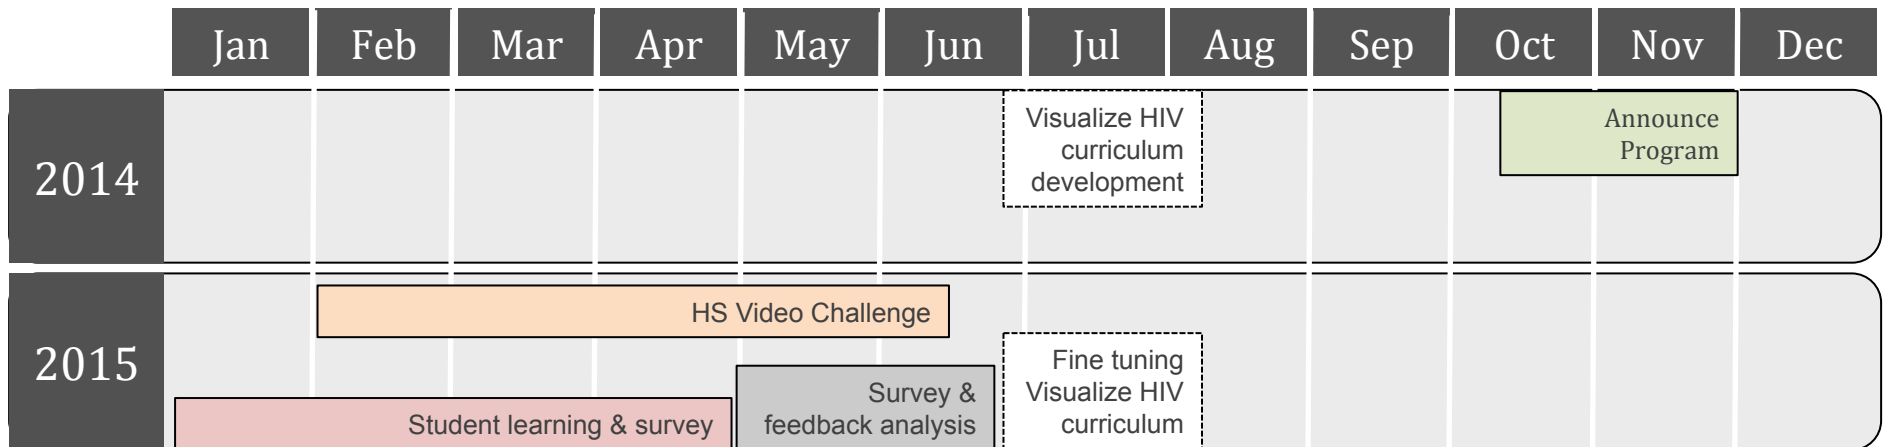 Jan Feb Mar Apr May Jun Jul Aug Sep Oct Nov Dec
2014
Visualize HIV
curriculum
development
Announce
Program
2015
HS Video Challenge
Student learning & survey
Survey &
feedback analysis
Fine tuning
Visualize HIV
curriculum